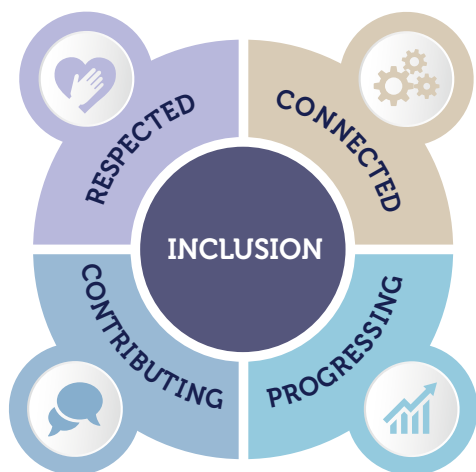 RESPECTED
CONNECTED
INCLUSION
CONTRIBUTING
PROGRESSING